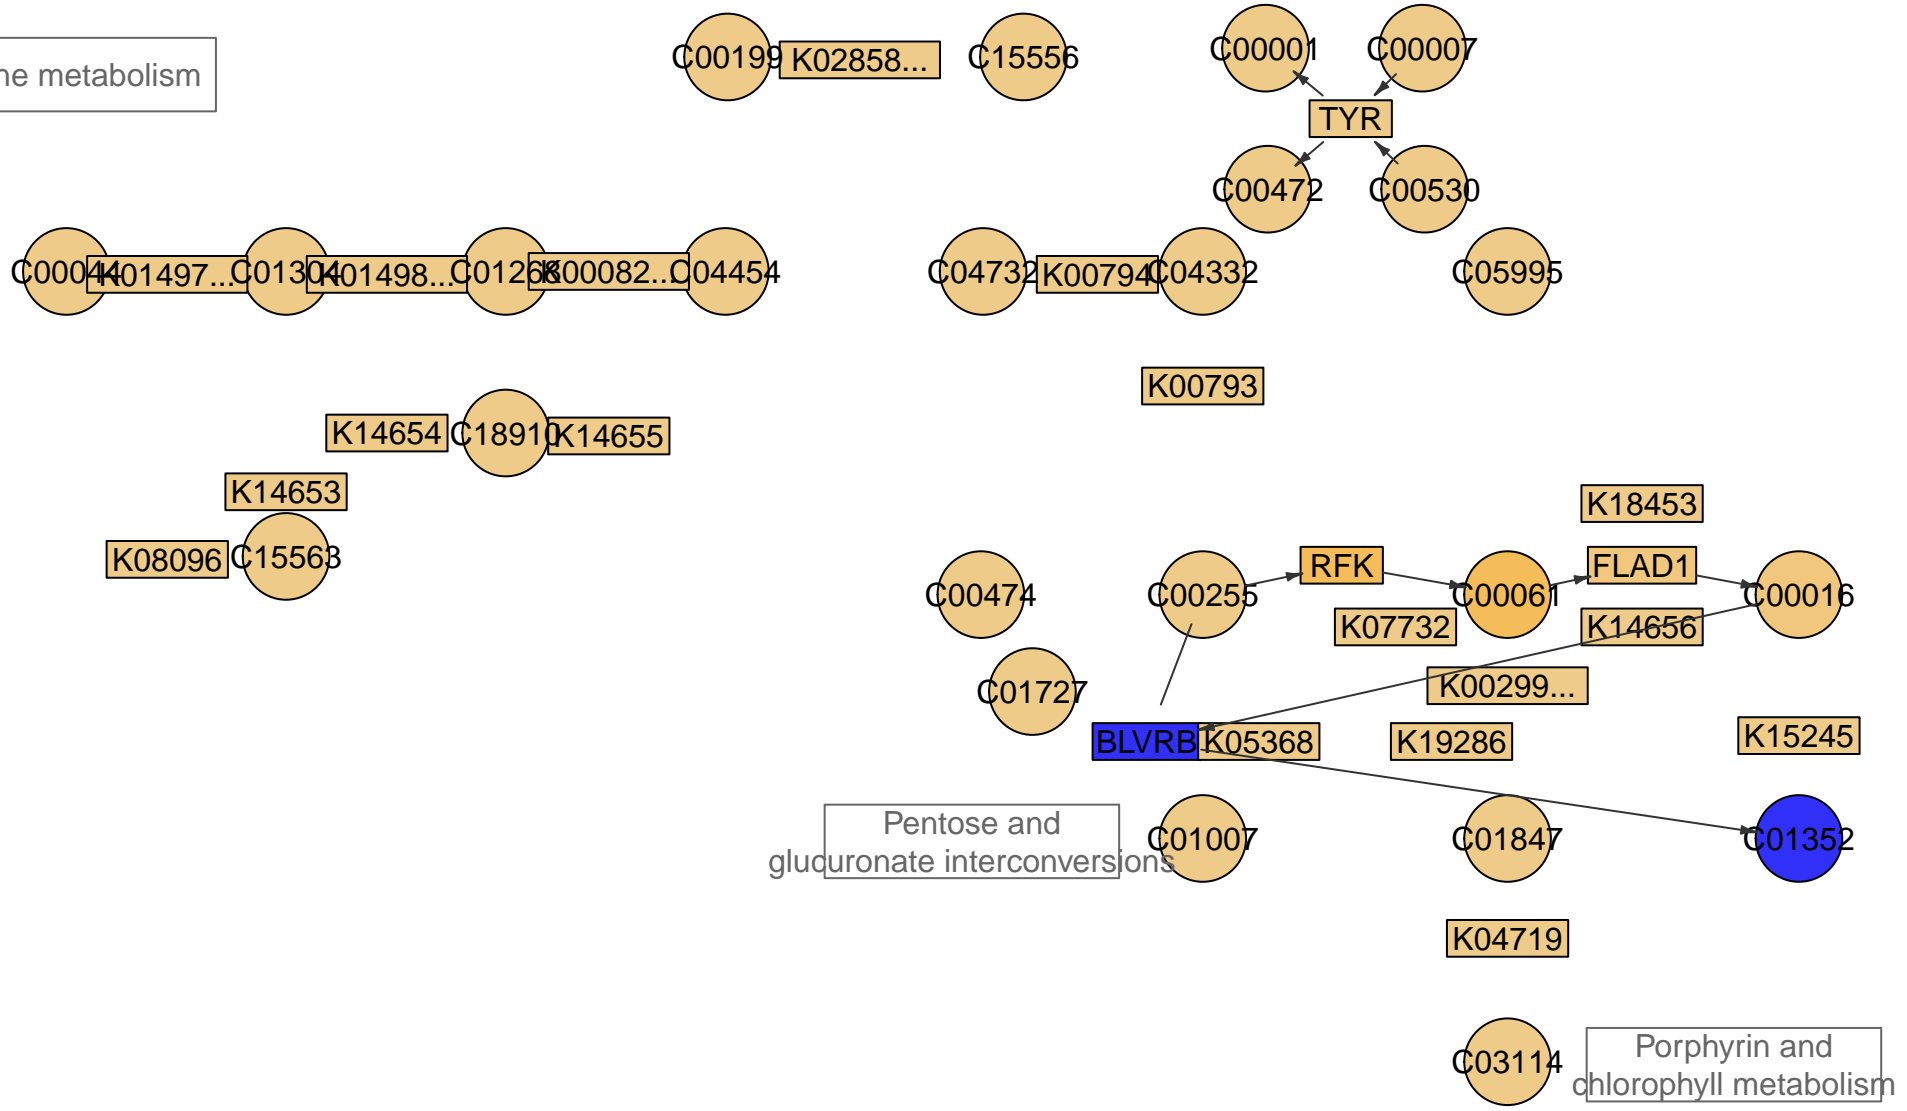 ne metabolism
C00199
K02858...
C15556
C00001
C00007
TYR
C00472
C00530
C00044
K01497...
C01304
K01498...
C01268
K00082...
C04454
C04732
K00794
C04332
C05995
K00793
K14654
C18910
K14655
K14653
K08096
C15563
K18453
C00474
C00255
RFK
C00061
FLAD1
C00016
K07732
K14656
C01727
K00299...
BLVRB
K05368
K19286
K15245
Pentose and
glucuronate interconversions
C01007
C01847
C01352
K04719
C03114
Porphyrin and
chlorophyll metabolism